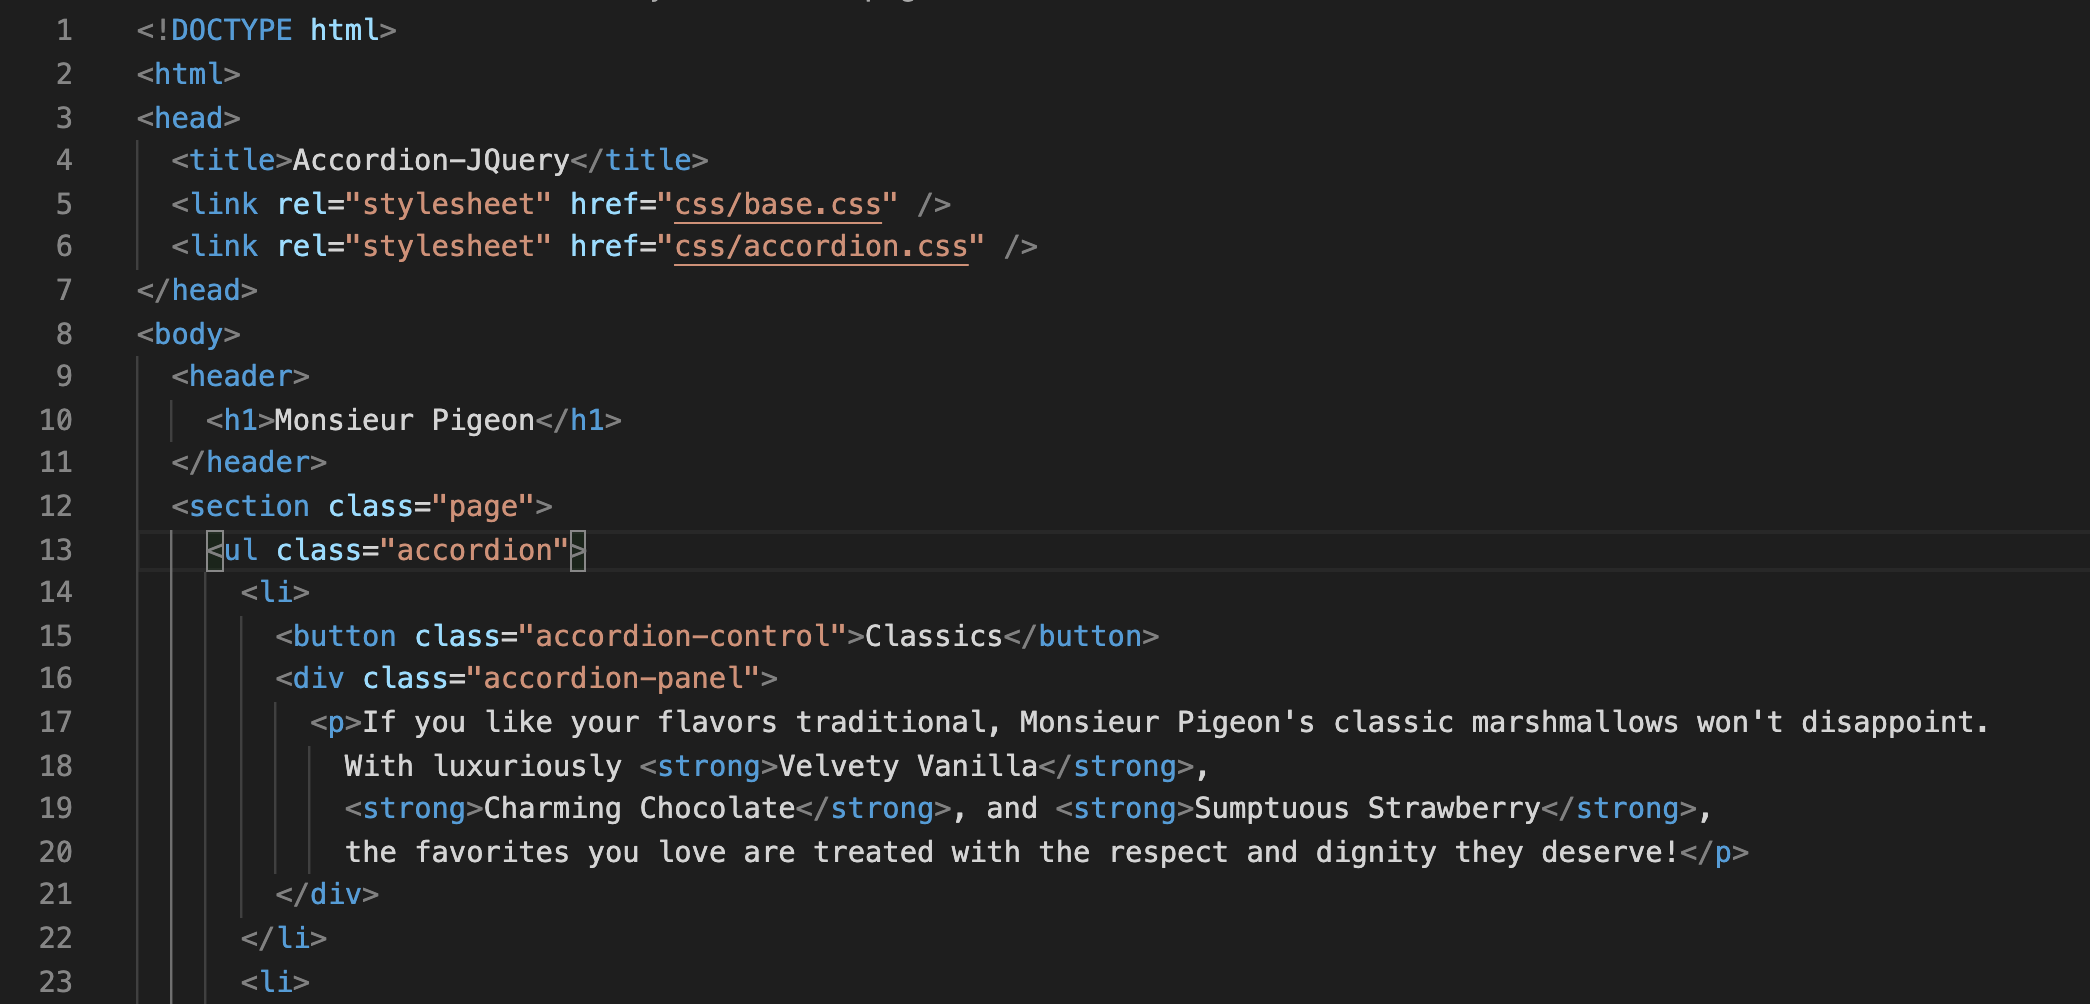 1 <!DOCTYPE html>
2 <html>
3 <head>
4 <title>Accordion-JQuery</title>
5 <link rel="stylesheet" href="css/base.css" />
6 <link rel="stylesheet" href="css/accordion.css" />
7 </head>
8 <body>
9 <header>
10 <h1>Monsieur Pigeon</h1>
11 </header>
12 <section class="page">
13 <ul class="accordion">
14 <li>
15 <button class="accordion-control">Classics</button>
16 <div class="accordion-panel">
17 <p>If you like your flavors traditional, Monsieur Pigeon's classic marshmallows won't disappoint.
18 With luxuriously <strong>Velvety Vanilla</strong>,
19 <strong>Charming Chocolate</strong>, and <strong>Sumptuous Strawberry</strong>,
20 the favorites you love are treated with the respect and dignity they deserve!</p>
21 </div>
22 </li>
23 <li>